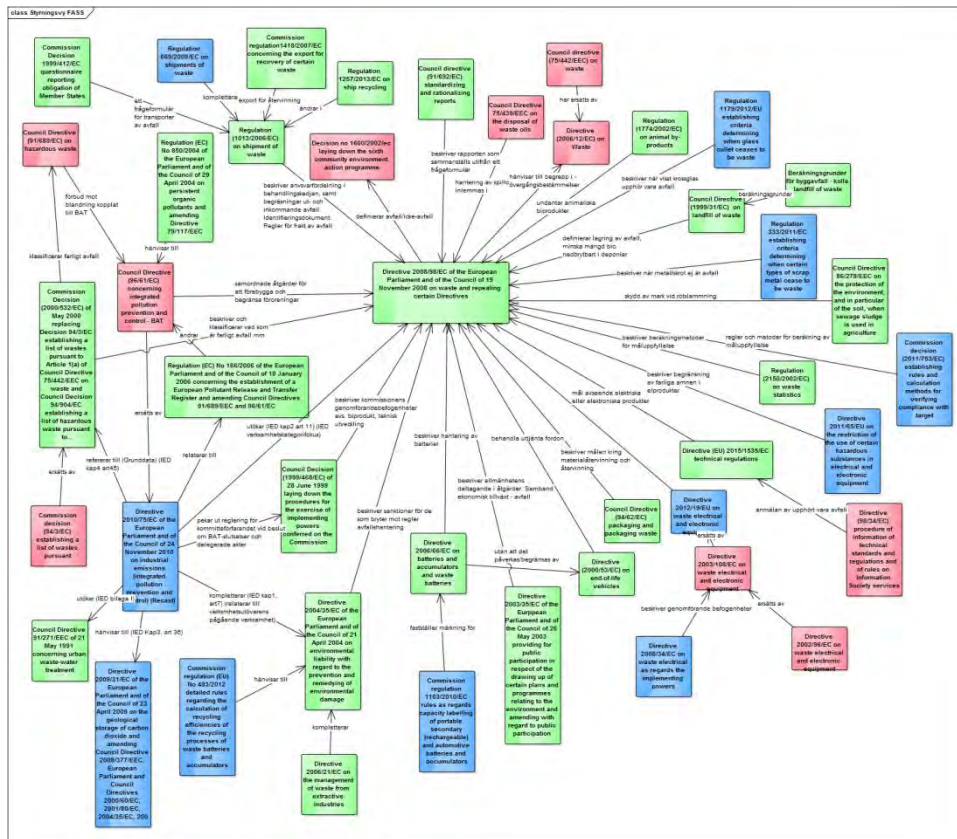 class Styrningsvy FASS
Commission
Decision
1999/412/EC
questionnaire
reporting
obligation of
Member States
Regulation
669/2009/EC on
shipments of
waste
Commission
regulation1418/2007/EC
concerning the export for
recovery of certain
waste
Regulation
1257/2013/EC on
ship recycling
Council directive
(91/692/EC)
standardizing
and rationalizing
reports
Council directive
(75/442/EEC) on
waste
ett
frågeformulär
för transporter
av avfall
komplettera
export för återvinning
ändrar i
har ersatts av
Council Directive
(91/689/EC) on
hazardous waste
Regulation (EC)
No 850/2004 of
the European
Parliament and of
the Council of 29
April 2004 on
persistent
organic
pollutants and
amending
Directive
79/117/EEC
Regulation
(1013/2006/EC)
on shipment of
waste
Decision no 1600/2002/ec
laying down the sixth
community environment
action programme
Council Directive
75/439/EEC on
the disposal of
waste oils
Directive
(2006/12/EC) on
Waste
Regulation
(1774/2002/EC)
on animal by-
products
Regulation
1179/2012/EU
establishing
criteria
determining
when glass
cullet ceases to
be waste
förbud mot
blandning kopplat
till BAT
beskriver ansvarfördelning i
behandlingskedjan, samt
begräsningar ut- och
inkommande avfall.
Identifieringsdokument.
Regler för frakt av avfall
definierar avfall/icke-avfall
beskriver rapporten som
sammanställs utifrån ett
frågeformulär
hantering av spillo
inlemmas i
hänvisar till begrepp i -
övergångsbestämmelser
undantar animaliska
biprodukter
beskriver när visst krossglas
upphör vara avfall
Council Directive
(1999/31/EC) on
landfill of waste
beräkningsgrunder
Beräkningsgrunder
för byggavfall - kolla
landfill of waste
klassificerar farligt avfall
hänvisar till
definierar lagring av avfall,
minska mängd bio
nedbrytbart i deponier
Regulation
333/2011/EC
establishing
criteria
determining
when certain
types of scrap
metal cease to
be waste
Council Directive
(96/61/EC)
concerning
integrated
pollution
prevention and
control - BAT
samordnade åtgärder för
att förebygga och
begränsa föroreningar
Directive 2008/98/EC of the European
Parliament and of the Council of 19
November 2008 on waste and repealing
certain Directives
beskriver när metallskrot ej är avfall
skydd av mark vid rötslamning
Council Directive
86/278/EEC on
the protection of
the environment,
and in particular
of the soil, when
sewage sludge
is used in
agriculture
Commission Decision
(2000/532/EC) of
May 2000 replacing
Decision 94/3/EC
establishing a
list of wastes
pursuant to
Article 1(a) of
Council Directive
75/442/EEC on
waste and
Council Decision
94/904/EC
establishing a
list of hazardous
waste pursuant
to...
beskriver och
klassificerar ved som
är farligt avfall mm
ändrar
Regulation (EC) No 166/2006 of the European
Parliament and of the Council of 18 January
2006 concerning the establishment of a
European Pollutant Release and Transfer
Register and amending Council Directives
91/689/EEC and 96/61/EC
beskriver beräkningsmetoder
för måluppfyllelse
regler och metoder för beräkning av
måluppfyllelse
Commission
decision
(2011/753/EC)
establishing
rules and
calculation
methods for
verifying
compliance with
target
Regulation
(2150/2002/EC)
on waste
statistics
beskriver begränsning
av farliga ämnen i
elprodukter
mål avseende elektriska
eller elektroniska produkter
Directive
2011/65/EU on
the restriction of
the use of certain
hazardous
substances in
electrical and
electronic
equipment
ersätts av
utökar (IED kap2 art 11) (IED
verksamhetskategorifokus)
refererar till (Grunddata) (IED
kap4 art45)
relaterar till
beskriver kommissionens
genomförandebefogenheter
avs. biprodukt, teknisk
utveckling
beskriver hantering av
batterier
behandla uttjänta fordon
beskriver målen kring
materialåtervinning och
återvinning
Directive (EU) 2015/1535/EC
technical regulations
ersätts av
Commission
decision
(94/3/EC)
establishing a
list of wastes
pursuant
Directive
2010/75/EC of the
European
Parliament and of
the Council of 24
November 2010
on industrial
emissions
(integrated
pollution
prevention and
control) (Recast)
Council Decision
(1999/468/EC) of
28 June 1999
laying down the
procedures for
the exercise of
implementing
powers
conferred on the
Commission
pekar ut reglering för
kommittéförfarandet vid beslut
om BAT-slutsatser och
delegerade akter
beskriver sanktioner för de
som bryter mot regler
avfallshantering
beskriver allmänhetens
deltagande i åtgärder. Samband
ekonomisk tillväxt - avfall
Council Directive
(94/62/EC)
packaging and
packaging waste
Directive
2012/19/EU on
waste electrical
and electronic
equip
anmälan av upphört vara avfall
Directive
(98/34/EC)
procedure of
information of
technical
standards and
regulations and
of rules on
Information
Society services
utökar (IED bilaga I)
kompletterar (IED kap1,
art7) (relaterar till
verksamhetsutövarens
pågående verksamhet)
Directive
2006/66/EC on
batteries and
accumulators
and waste
batteries
utan att det
påverkas/begränsas av
Directive
(2000/53/EC) on
end-of-life
vehicles
ersätts av
Directive
2003/108/EC on
waste electrical
and electronic
equipment
Council Directive
91/271/EEC of 21
May 1991
concerning urban
waste-water
treatment
hänvisar till (IED Kap3, art 36)
Directive
2004/35/EC of the
European Parliament
and of the Council of 21
April 2004 on
environmental
liability with
regard to the
prevention and
remedying of
environmental
damage
fastställer märkning för
Directive
2003/35/EC of the
European Parliament
and of the Council of 26
May 2003
providing for
public participation in
respect of the
drawing up of
certain plans and
programmes
relating to the
environment and
amending with
regard to public
participation
beskriver genomförande befogenheter
ersätts av
Directive
2009/31/EC of the
European
Parliament and of
the Council of 23
April 2009 on the
geological
storage of carbon
dioxide and
amending
Council Directive
2008/377/EEC,
European
Parliament and
Council
Directives
2000/60/EC,
2001/80/EC,
2004/35/EC, 200
Commission
regulation (EU)
No 493/2012
detailed rules
regarding the
calculation of
recycling
efficiencies of
the recycling
processes of
waste batteries
and
accumulators
hänvisar till
kompletterar
Directive
2006/21/EC on
the management
of waste from
extractive
industries
Commission
regulation
1103/2010/EC
rules as regards
capacity labelling
of portable
secondary
(rechargeable)
and automotive
batteries and
accumulators
Directive
2008/34/EC on
waste electrical
as regards the
implementing
powers
Directive
2002/96/EC on
waste electrical
and electronic
equipment